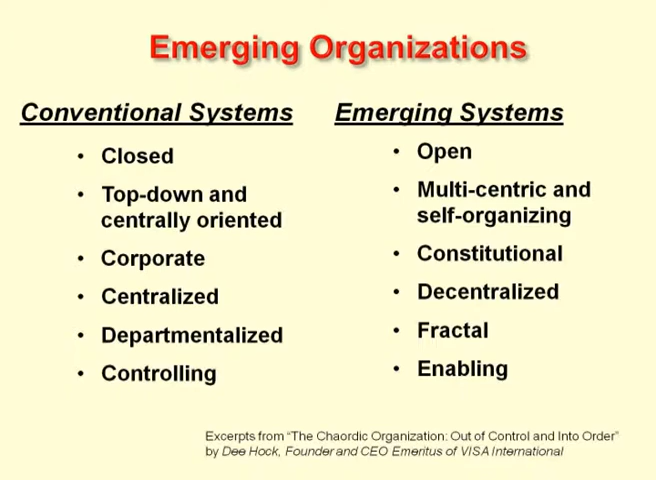 Emerging Organizations
Conventional Systems
• Closed
• Top-down and
centrally oriented
• Corporate
• Centralized
• Departmentalized
• Controlling
Emerging Systems
• Open
• Multi-centric and
self-organizing
• Constitutional
• Decentralized
• Fractal
• Enabling
Excerpts from “The Chaordic Organization: Out of Control and Into Order”
by Dee Hock, Founder and CEO Emeritus of VISA International